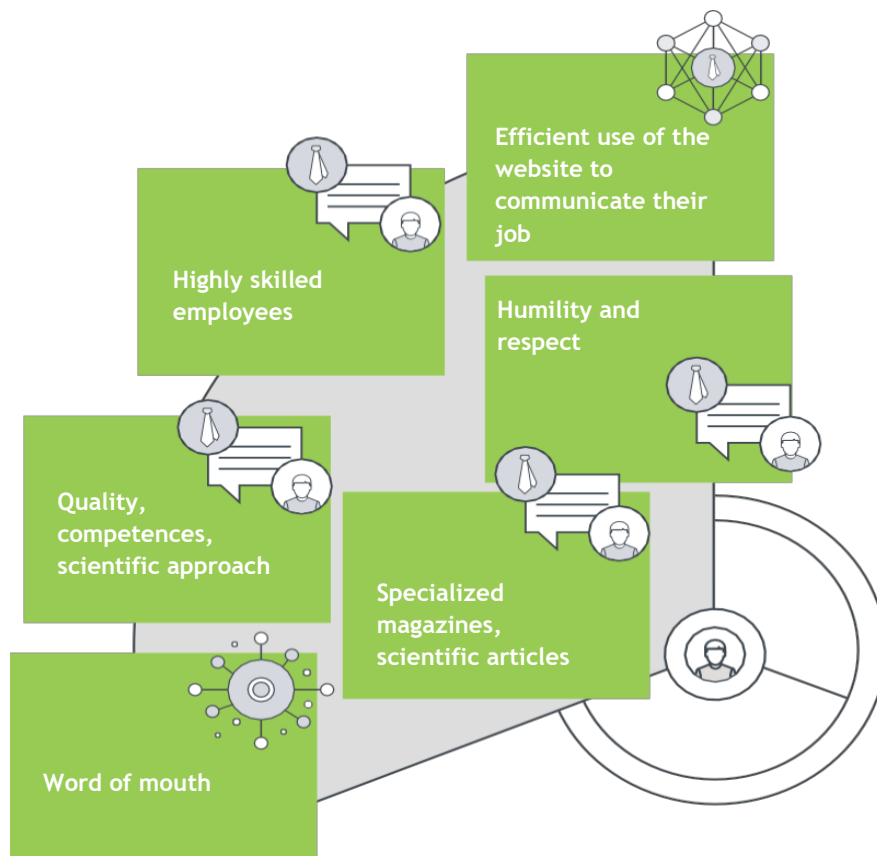 Efficient use of the
website to
communicate their
job
Highly skilled
employees
Humility and
respect
Quality,
competences,
scientific approach
Specialized
magazines,
scientific articles
Word of mouth